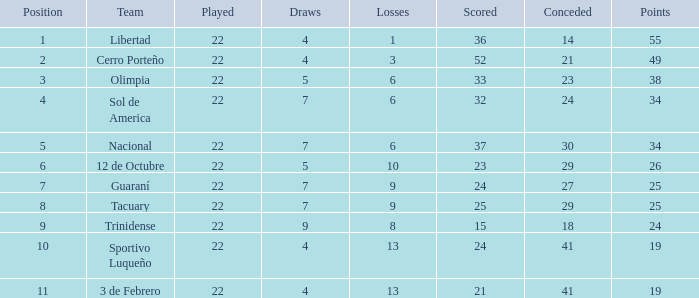 Position Team Played Draws Losses Scored Conceded Points
1 Libertad 22 4 1 36 14 55
2 Cerro Porteño 22 4 3 52 21 49
3 Olimpia 22 5 6 33 23 38
4 Sol de America 22 7 6 32 24 34
5 Nacional 22 7 6 37 30 34
6 12 de Octubre 22 5 10 23 29 26
7 Guaraní 22 7 9 24 27 25
8 Tacuary 22 7 9 25 29 25
9 Trinidense 22 9 8 15 18 24
10 Sportivo Luqueño 22 4 13 24 41 19
11 3 de Febrero 22 4 13 21 41 19